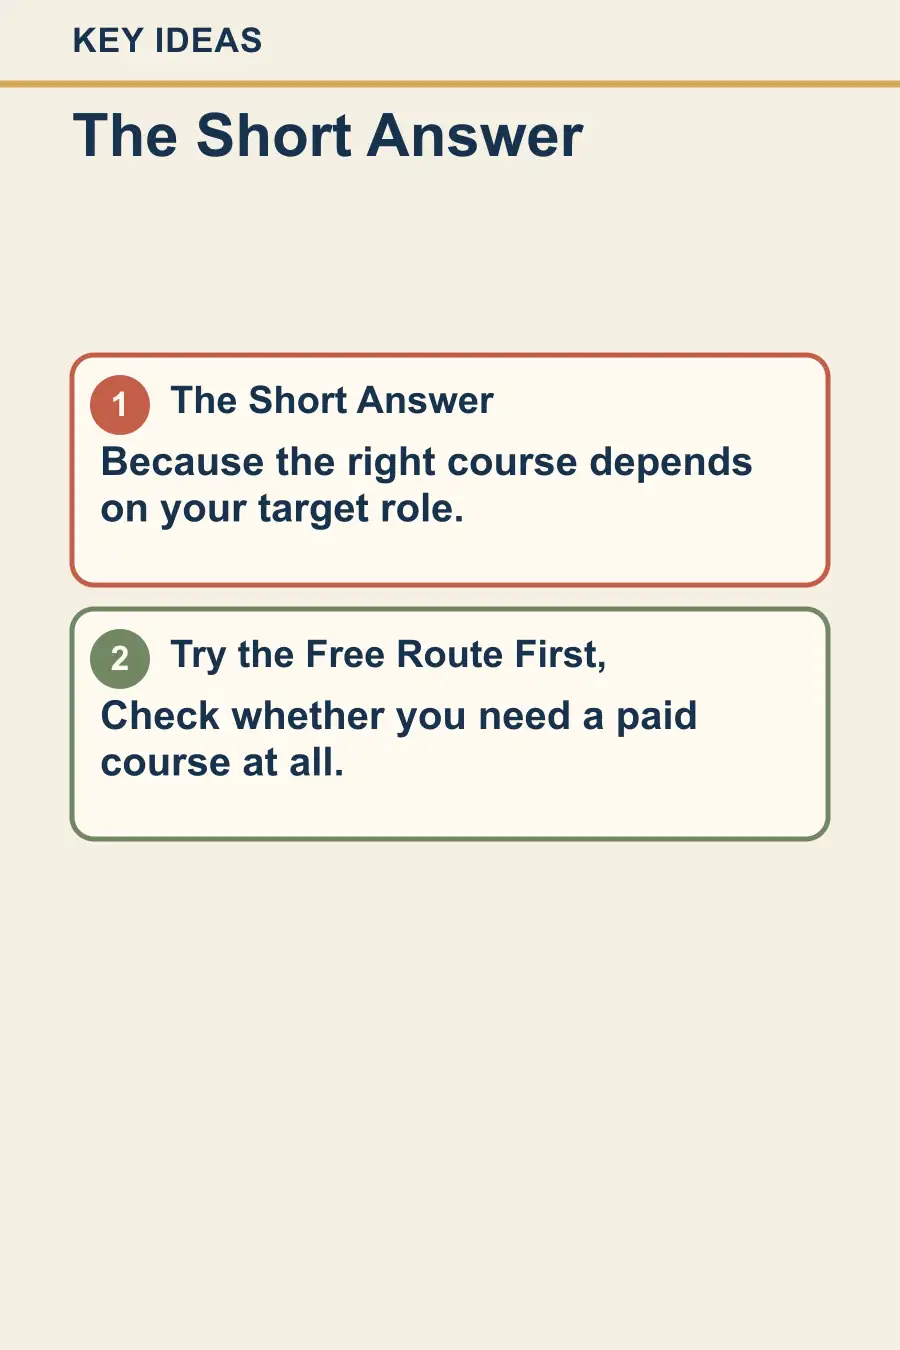 KEY IDEAS
The Short Answer
1 The Short Answer
Because the right course depends
on your target role.
2 Try the Free Route First,
Check whether you need a paid
course at all.